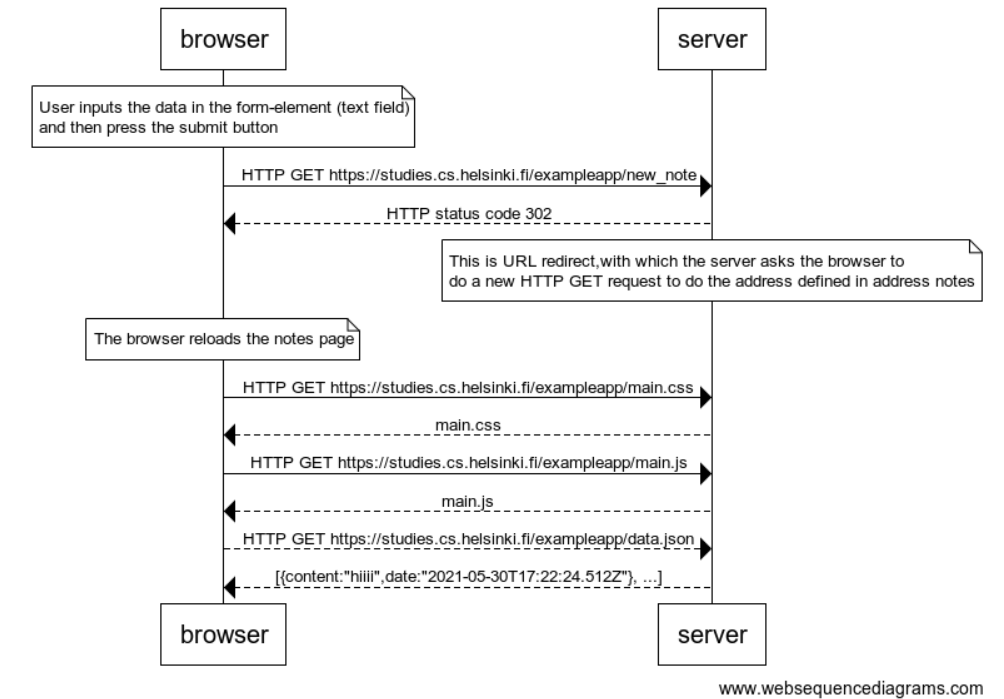 browser
server
User inputs the data in the form-element (text field)
and then press the submit button
HTTP GET https://studies.cs.helsinki.fi/exampleapp/new_note
HTTP status code 302
This is URL redirect,with which the server asks the browser to
do a new HTTP GET request to do the address defined in address notes
The browser reloads the notes page
HTTP GET https://studies.cs.helsinki.fi/exampleapp/main.css
main.css
HTTP GET https://studies.cs.helsinki.fi/exampleapp/main.js
main.js
HTTP GET https://studies.cs.helsinki.fi/exampleapp/data.json
[{content:"hiiii",date:"2021-05-30T17:22:24.512Z"}, ...]
browser
server
www.websequencediagrams.com